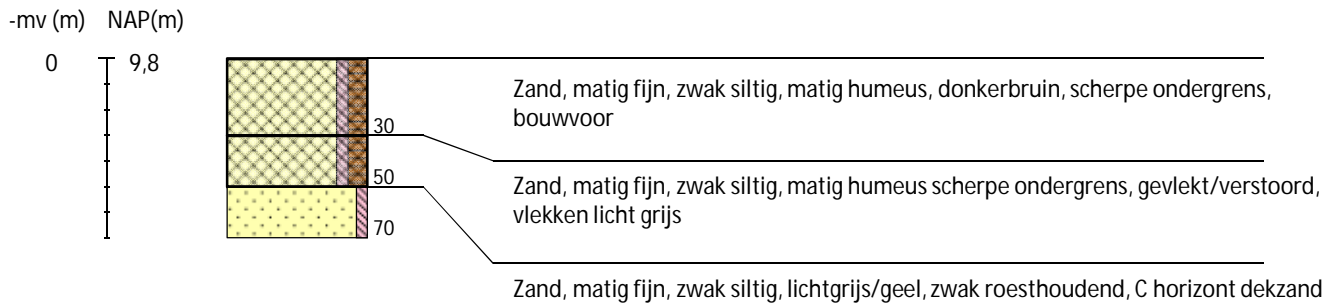 -mv (m) NAP(m)
0 9,8
Zand, matig fijn, zwak siltig, matig humeus, donkerbruin, scherpe ondergrens,
bouwvoor
30
Zand, matig fijn, zwak siltig, matig humeus scherpe ondergrens, gevlekt/verstoord,
vlekken licht grijs
50
70
Zand, matig fijn, zwak siltig, lichtgrijs/geel, zwak roesthoudend, C horizont dekzand